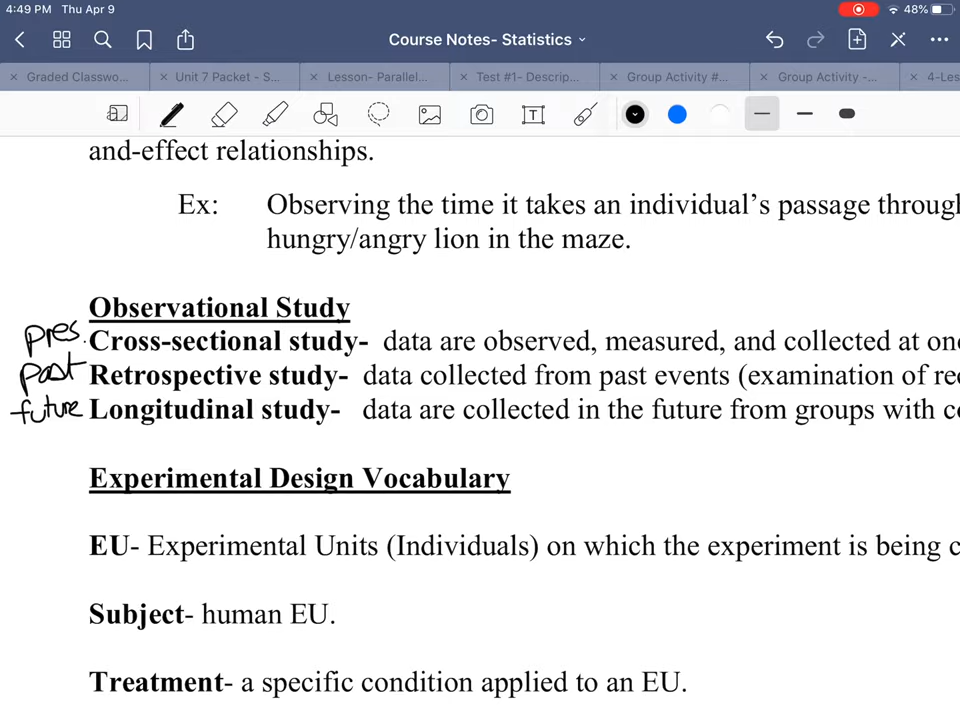 4:49 PM Thu Apr 9 48%
Course Notes- Statistics
Graded Classwo... Unit 7 Packet - S... Lesson- Parallel... Test #1- Descrip... Group Activity #... Group Activity -... 4-Les
and-effect relationships.
Ex: Observing the time it takes an individual's passage through
hungry/angry lion in the maze.
Observational Study
pres. Cross-sectional study- data are observed, measured, and collected at one
past Retrospective study- data collected from past events (examination of rec
future Longitudinal study- data are collected in the future from groups with co
Experimental Design Vocabulary
EU- Experimental Units (Individuals) on which the experiment is being c
Subject- human EU.
Treatment- a specific condition applied to an EU.